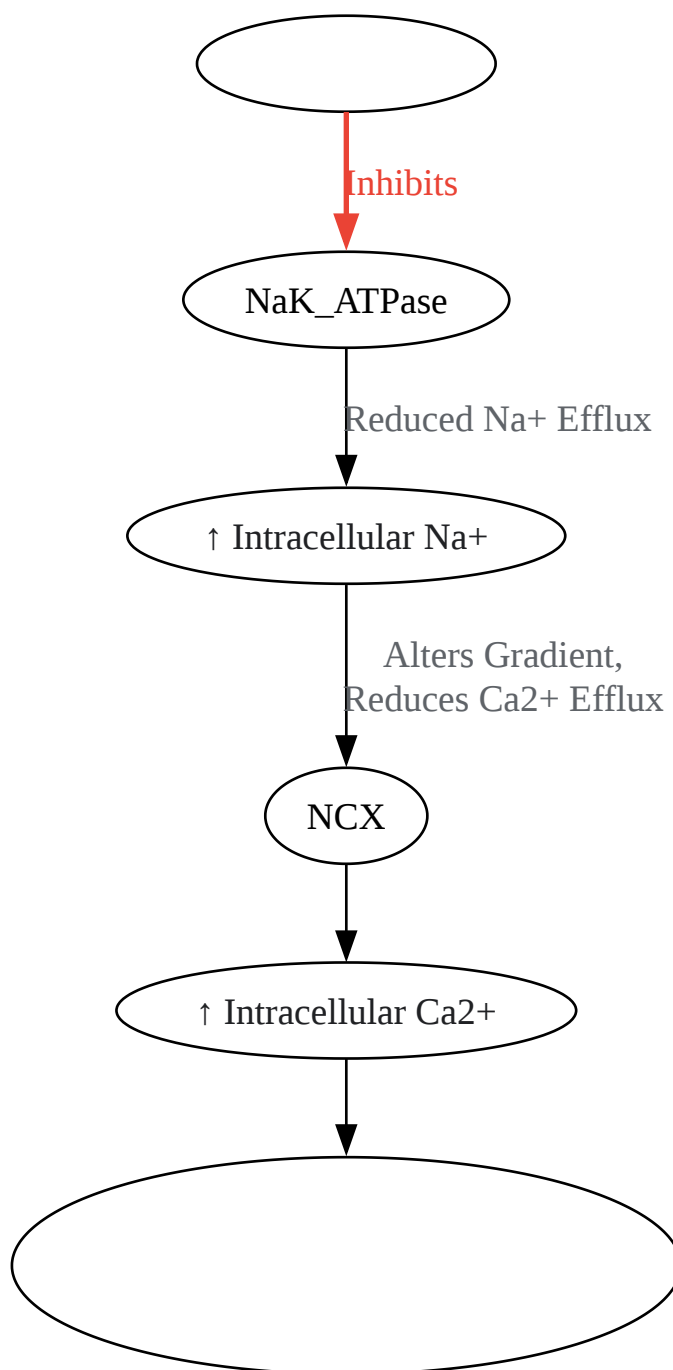 Inhibits
NaK_ATPase
Reduced Na+ Efflux
↑ Intracellular Na+
Alters Gradient,
Reduces Ca2+ Efflux
NCX
↑ Intracellular Ca2+